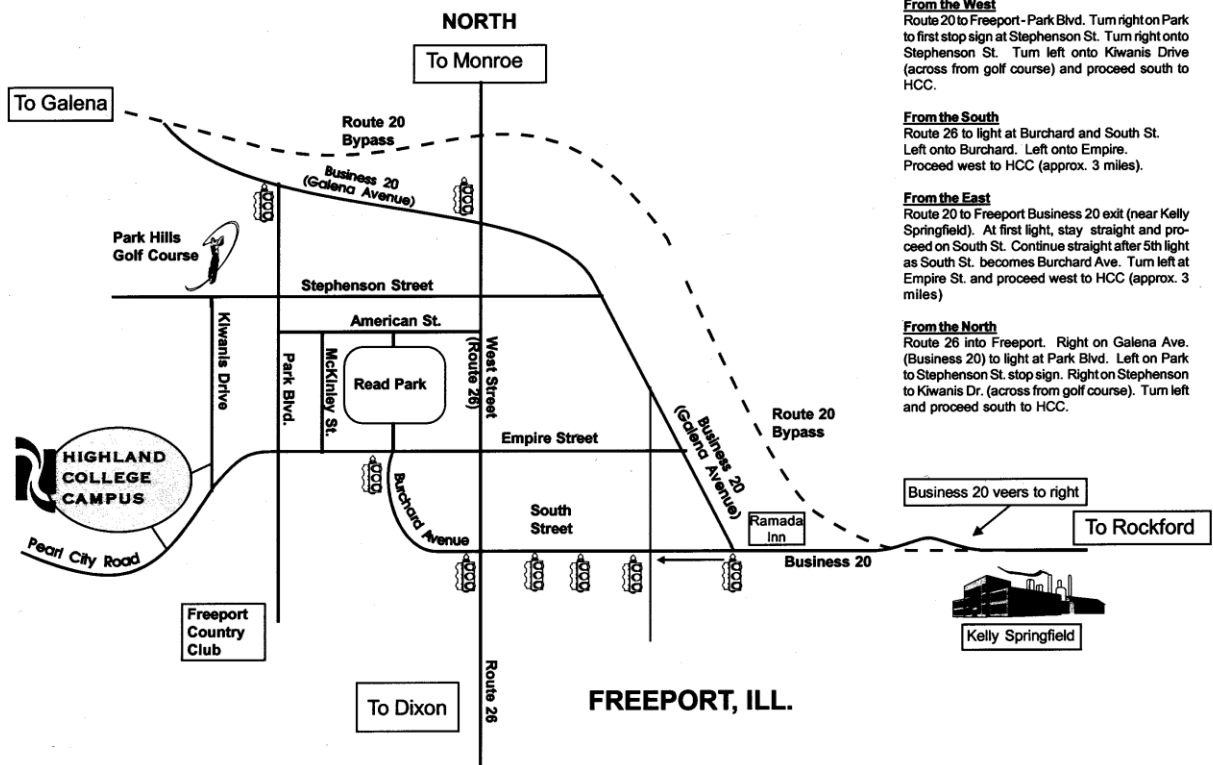 NORTH
To Monroe
To Galena
Route 20
Bypass
Business 20
(Galena Avenue)
Park Hills
Golf Course
Stephenson Street
American St.
Kiwanis Drive
Park Blvd.
McKinley St.
Read Park
West Street
(Route 26)
Empire Street
Business 20
(Galena Avenue)
Route 20
Bypass
HIGHLAND
COLLEGE
CAMPUS
Pearl City Road
Burchard Avenue
South
Street
Ramada
Inn
Business 20
Business 20 veers to right
To Rockford
Kelly Springfield
Freeport
Country
Club
To Dixon
Route 26
FREEPORT, ILL.
From the West
Route 20 to Freeport - Park Blvd. Turn right on Park
to first stop sign at Stephenson St. Turn right onto
Stephenson St. Turn left onto Kiwanis Drive
(across from golf course) and proceed south to
HCC.
From the South
Route 26 to light at Burchard and South St.
Left onto Burchard. Left onto Empire.
Proceed west to HCC (approx. 3 miles).
From the East
Route 20 to Freeport Business 20 exit (near Kelly
Springfield). At first light, stay straight and pro-
ceed on South St. Continue straight after 5th light
as South St. becomes Burchard Ave. Turn left at
Empire St. and proceed west to HCC (approx. 3
miles)
From the North
Route 26 into Freeport. Right on Galena Ave.
(Business 20) to light at Park Blvd. Left on Park
to Stephenson St. stop sign. Right on Stephenson
to Kiwanis Dr. (across from golf course). Turn left
and proceed south to HCC.